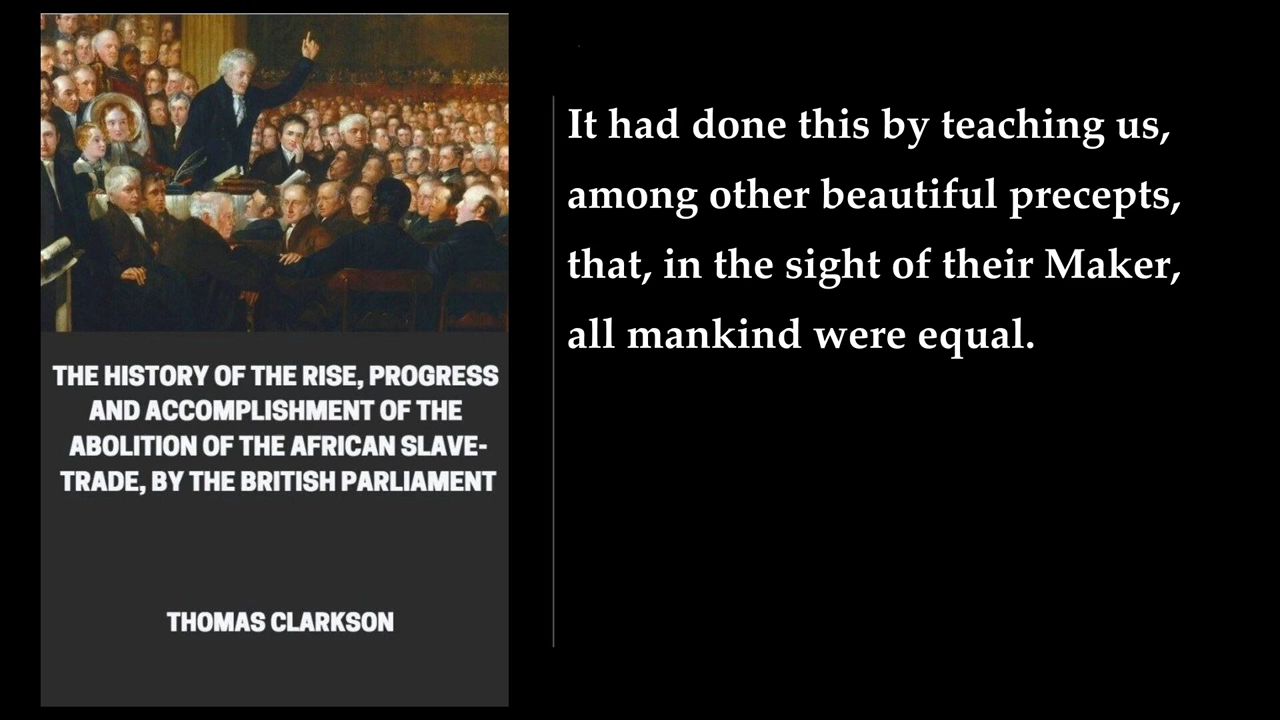 THE HISTORY OF THE RISE, PROGRESS
AND ACCOMPLISHMENT OF THE
ABOLITION OF THE AFRICAN SLAVE-
TRADE, BY THE BRITISH PARLIAMENT
THOMAS CLARKSON
It had done this by teaching us,
among other beautiful precepts,
that, in the sight of their Maker,
all mankind were equal.